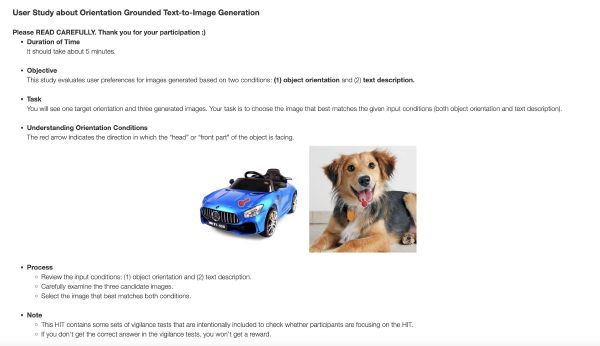 User Study about Orientation Grounded Text-to-Image Generation
Please READ CAREFULLY. Thank you for your participation :)
• Duration of Time
It should take about 5 minutes.
• Objective
This study evaluates user preferences for images generated based on two conditions: (1) object orientation and (2) text description.
• Task
You will see one target orientation and three generated images. Your task is to choose the image that best matches the given input conditions (both object orientation and text description).
• Understanding Orientation Conditions
The red arrow indicates the direction in which the "head" or "front part" of the object is facing.
• Process
○ Review the input conditions: (1) object orientation and (2) text description.
○ Carefully examine the three candidate images.
○ Select the image that best matches both conditions.
• Note
○ This HIT contains some sets of vigilance tests that are intentionally included to check whether participants are focusing on the HIT.
○ If you don't get the correct answer in the vigilance tests, you won't get a reward.